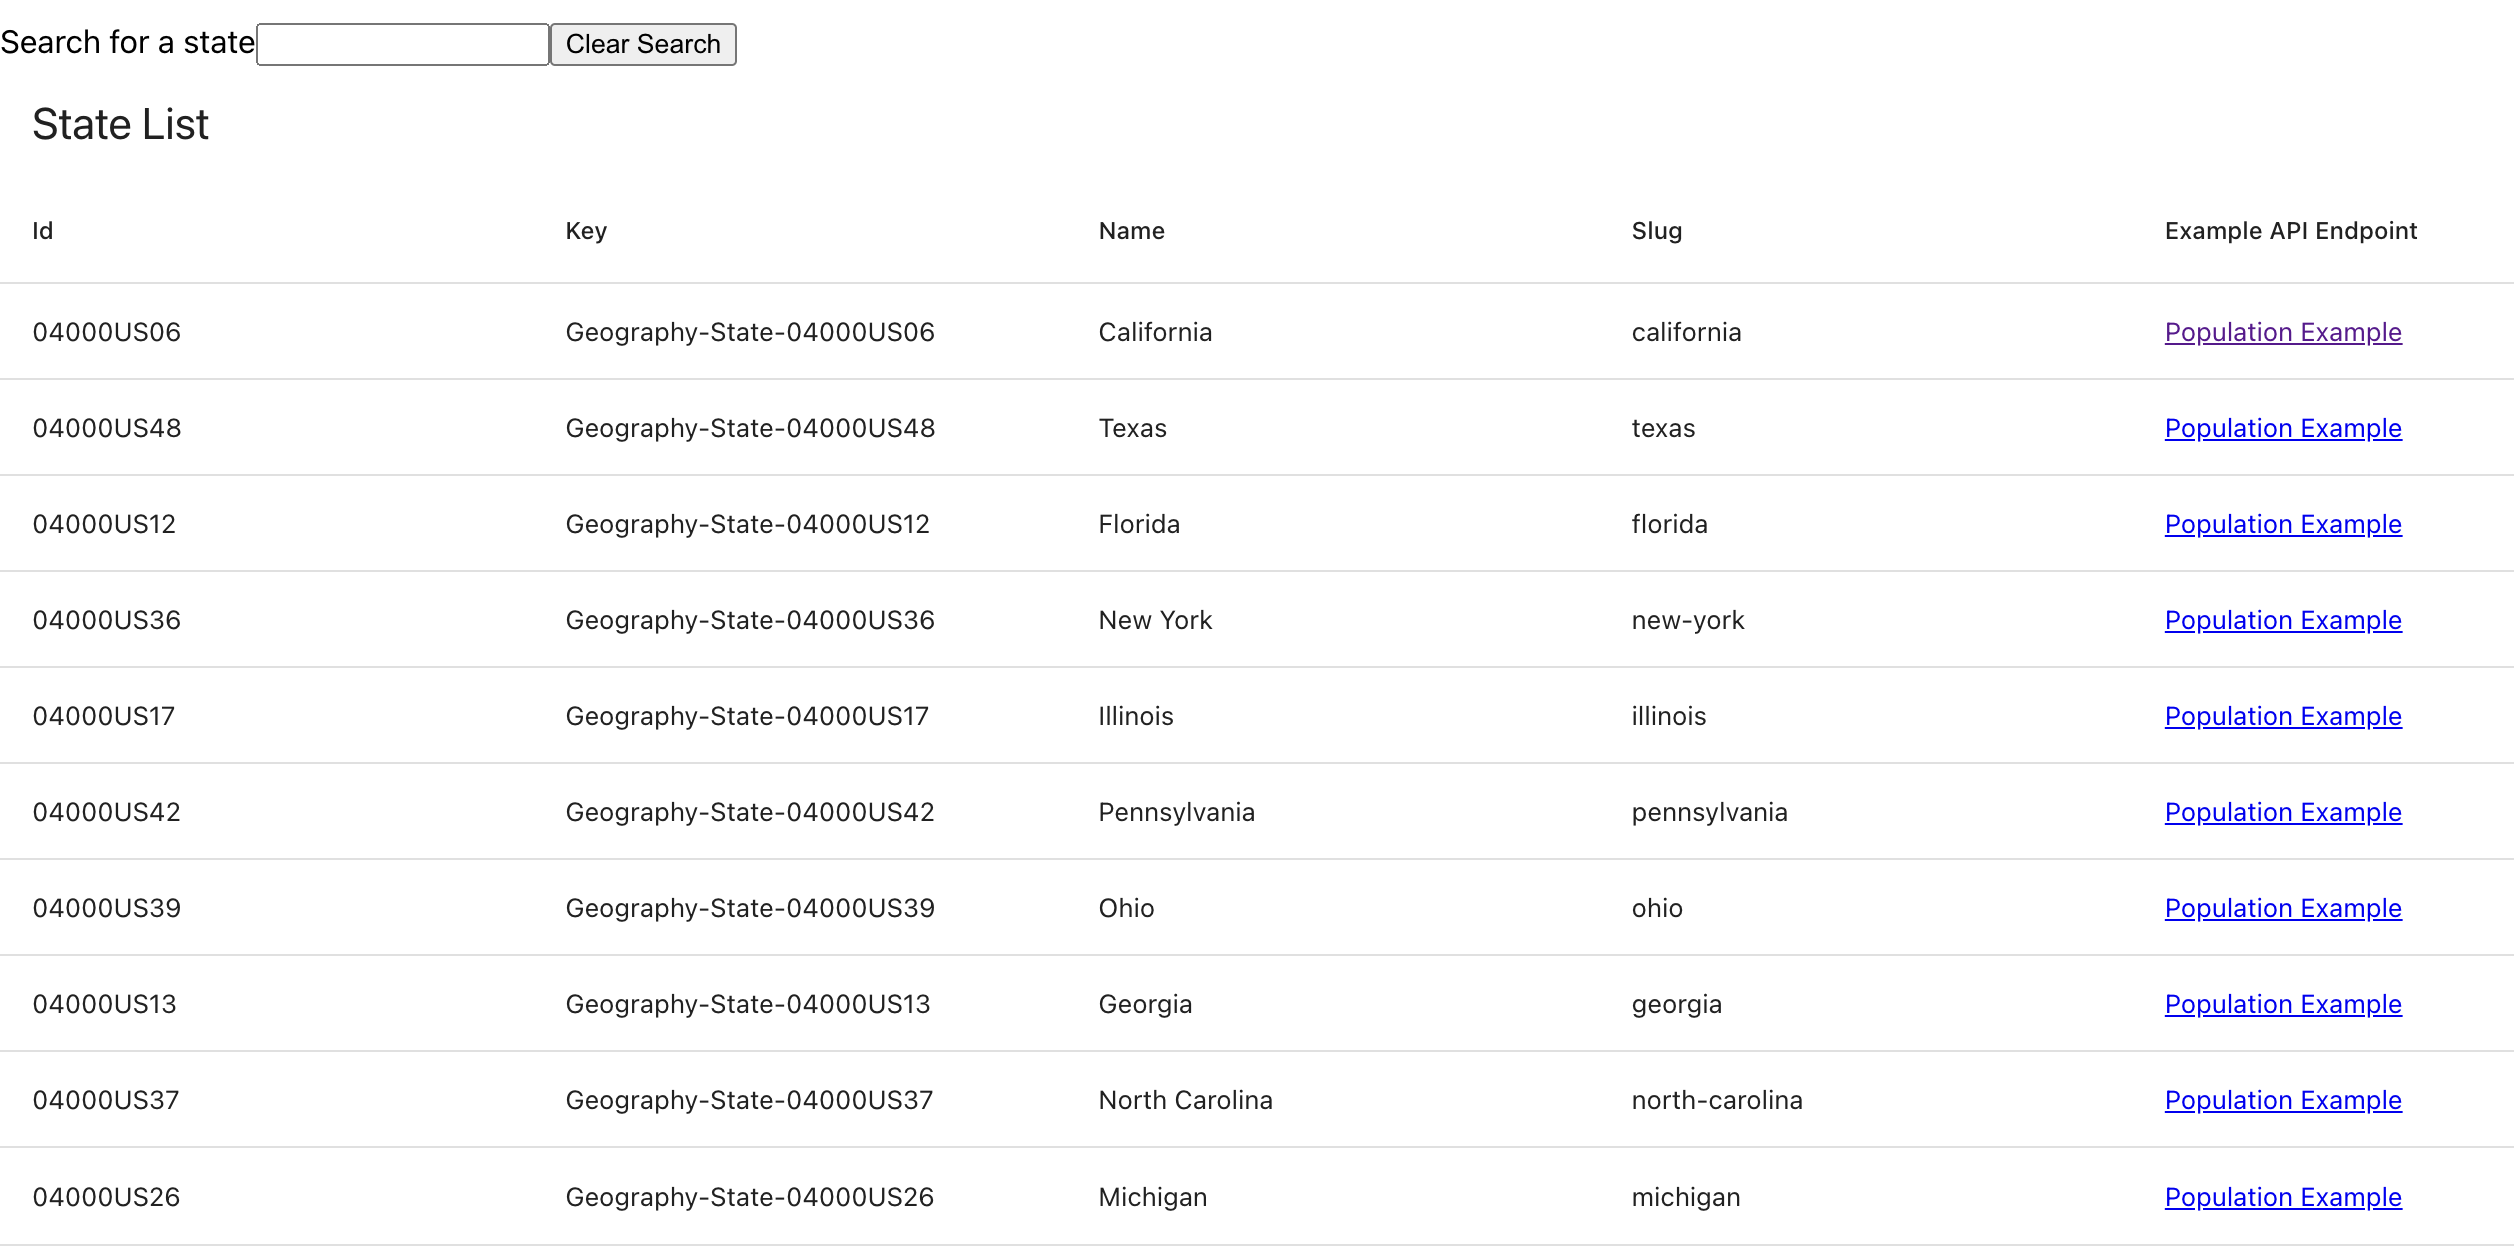 Search for a state Clear Search
State List
Id Key Name Slug Example API Endpoint
04000US06 Geography-State-04000US06 California california Population Example
04000US48 Geography-State-04000US48 Texas texas Population Example
04000US12 Geography-State-04000US12 Florida florida Population Example
04000US36 Geography-State-04000US36 New York new-york Population Example
04000US17 Geography-State-04000US17 Illinois illinois Population Example
04000US42 Geography-State-04000US42 Pennsylvania pennsylvania Population Example
04000US39 Geography-State-04000US39 Ohio ohio Population Example
04000US13 Geography-State-04000US13 Georgia georgia Population Example
04000US37 Geography-State-04000US37 North Carolina north-carolina Population Example
04000US26 Geography-State-04000US26 Michigan michigan Population Example